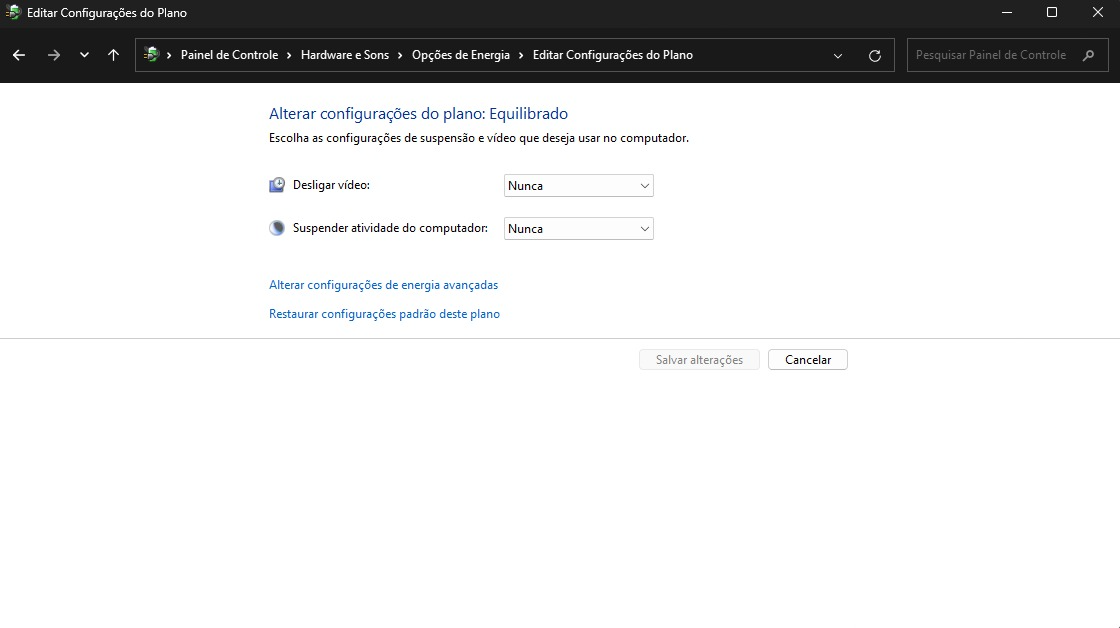 Editar Configurações do Plano
Painel de Controle › Hardware e Sons › Opções de Energia › Editar Configurações do Plano
Pesquisar Painel de Controle
Alterar configurações do plano: Equilibrado
Escolha as configurações de suspensão e vídeo que deseja usar no computador.
Desligar vídeo: Nunca
Suspender atividade do computador: Nunca
Alterar configurações de energia avançadas
Restaurar configurações padrão deste plano
Salvar alterações Cancelar